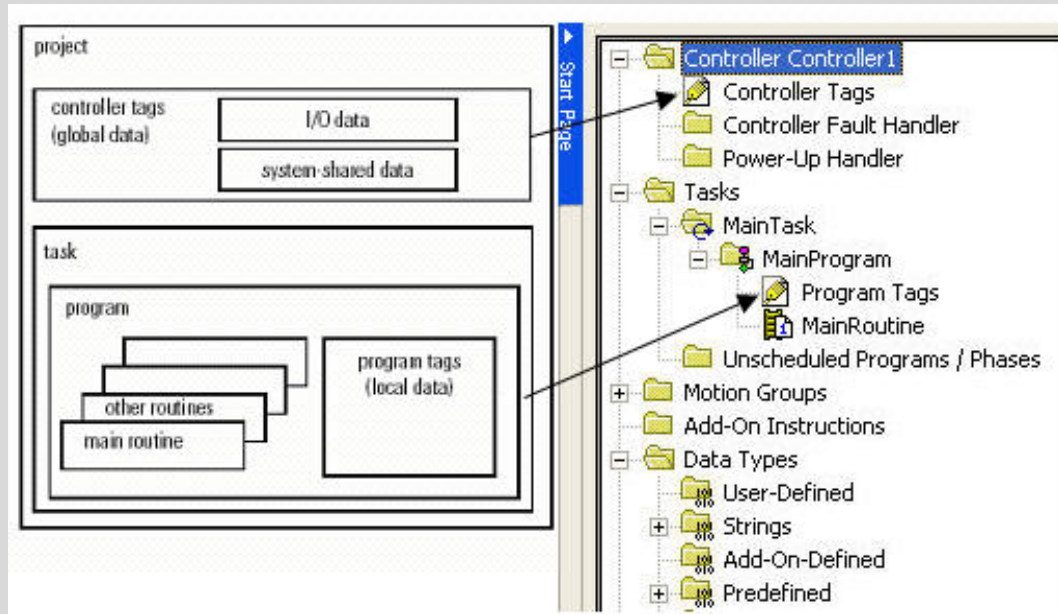 project
controller tags
(global data)
I/O data
system-shared data
task
program
other routines
main routine
program tags
(local data)
Start Page
Controller Controller1
Controller Tags
Controller Fault Handler
Power-Up Handler
Tasks
MainTask
MainProgram
Program Tags
MainRoutine
Unscheduled Programs / Phases
Motion Groups
Add-On Instructions
Data Types
User-Defined
Strings
Add-On-Defined
Predefined